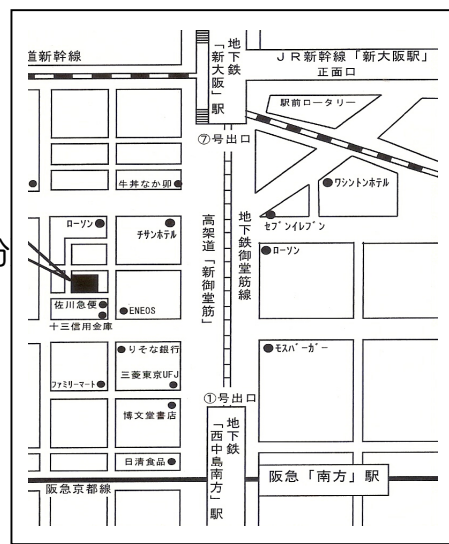 道新幹線
地下鉄
「新大阪」駅
JR新幹線「新大阪駅」
正面口
駅前ロータリー
⑦号出口
牛丼なか卯
ワシントンホテル
ローソン
チサンホテル
セブンイレブン
高架道「新御堂筋」
地下鉄御堂筋線
ローソン
分
佐川急便
ENEOS
十三信用金庫
りそな銀行
モスバーガー
三菱東京UFJ
ファミリーマート
①号出口
博文堂書店
地下鉄
「西中島南方」駅
日清食品
阪急「南方」駅
阪急京都線